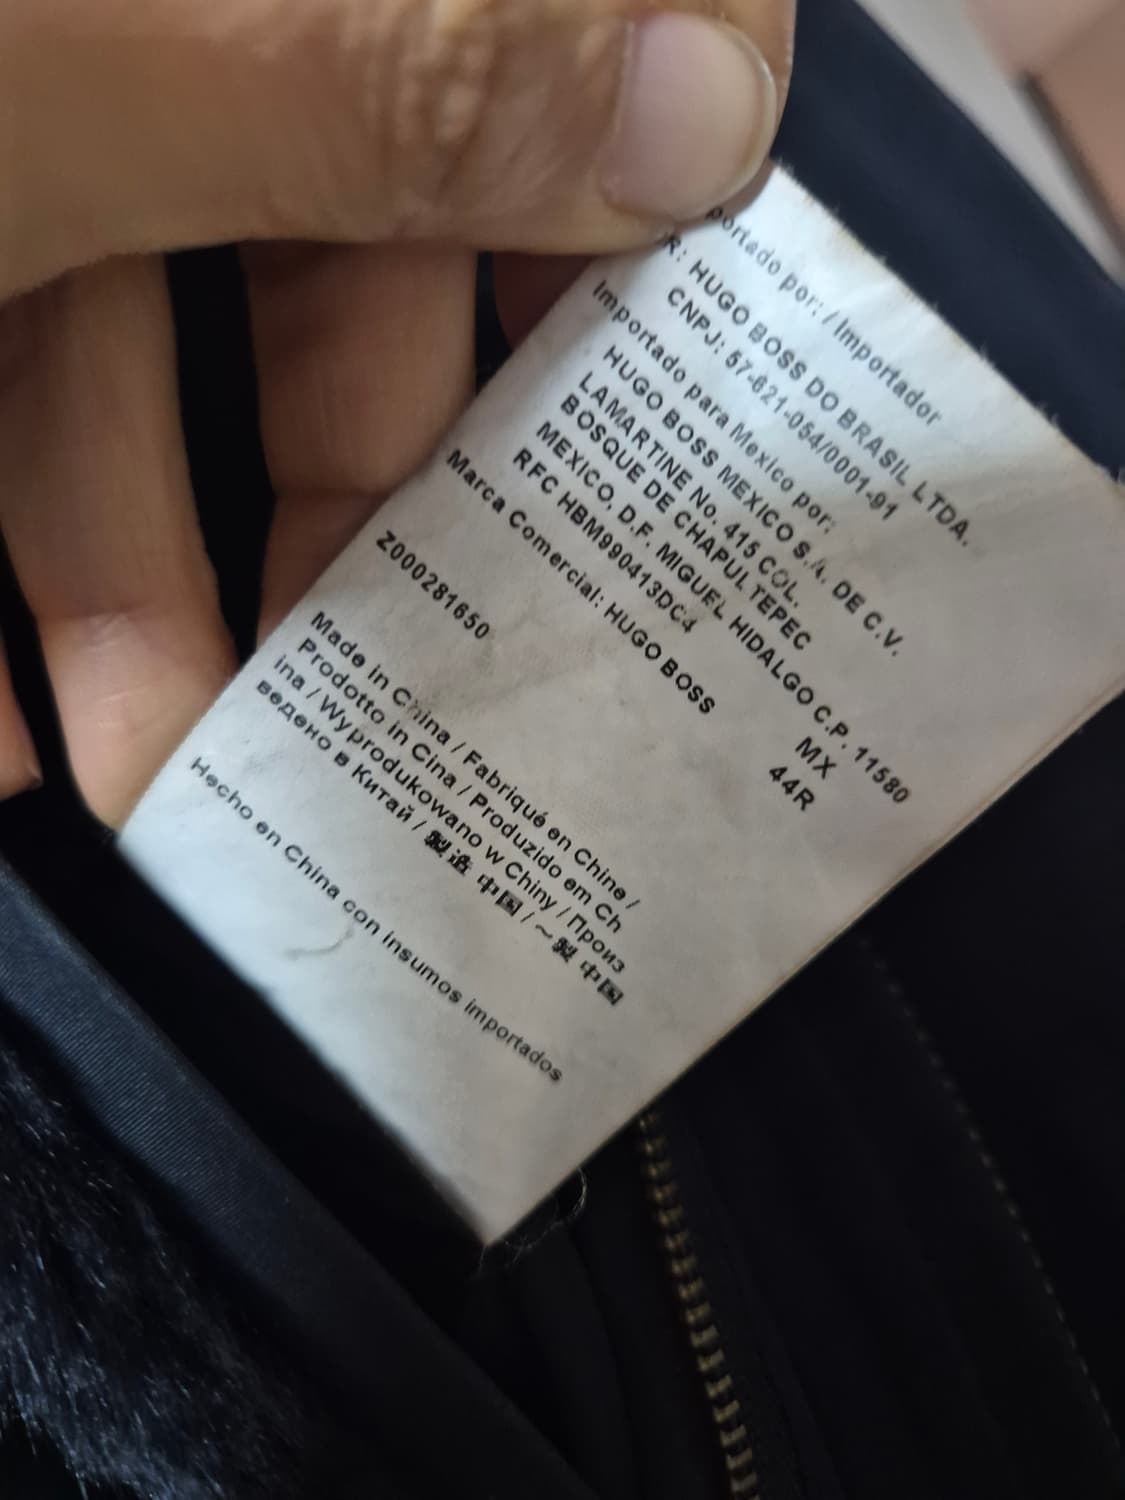 portado por: / Importador
R: HUGO BOSS DO BRASIL LTDA.
CNPJ: 57-621-054/0001-91
Importado para Mexico por:
HUGO BOSS MEXICO S.A. DE C.V.
LAMARTINE No. 415 COL.
BOSQUE DE CHAPULTEPEC
MEXICO, D.F. MIGUEL HIDALGO C.P. 11580
RFC HBM990413DC4
MX
Marca Comercial: HUGO BOSS
44R
Z000281650
Made in China / Fabriqué en Chine /
Prodotto in Cina / Produzido em Ch
ina / Wyprodukowano w Chiny / Произ
ведено в Китай / 製造 中国 / ～製 中国
Hecho en China con insumos importados